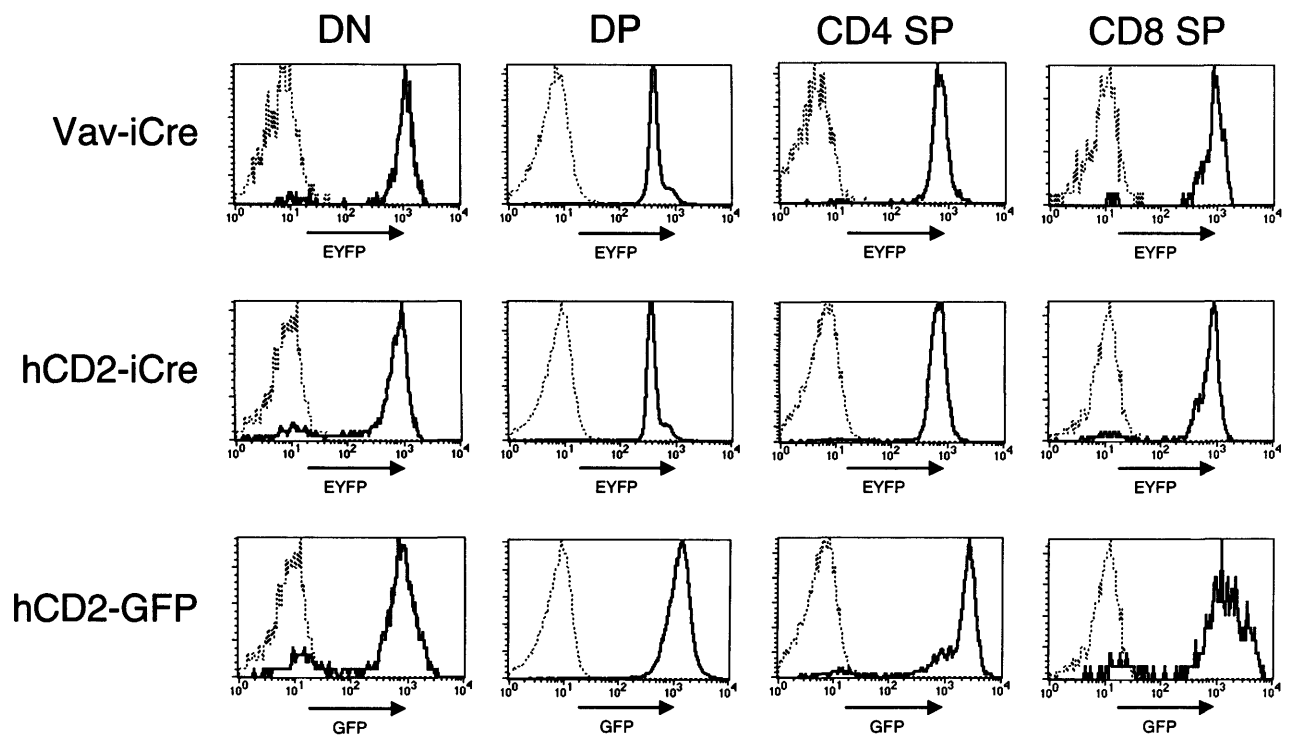 DN DP CD4 SP CD8 SP
Vav-iCre
10⁰ 10¹ 10² 10³ 10⁴ 10⁰ 10¹ 10² 10³ 10⁴ 10⁰ 10¹ 10² 10³ 10⁴ 10⁰ 10¹ 10² 10³ 10⁴
EYFP EYFP EYFP EYFP
hCD2-iCre
10⁰ 10¹ 10² 10³ 10⁴ 10⁰ 10¹ 10² 10³ 10⁴ 10⁰ 10¹ 10² 10³ 10⁴ 10⁰ 10¹ 10² 10³ 10⁴
EYFP EYFP EYFP EYFP
hCD2-GFP
10⁰ 10¹ 10² 10³ 10⁴ 10⁰ 10¹ 10² 10³ 10⁴ 10⁰ 10¹ 10² 10³ 10⁴ 10⁰ 10¹ 10² 10³ 10⁴
GFP GFP GFP GFP